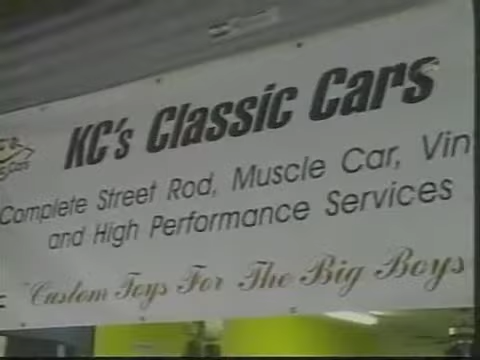 KC's Classic Cars
Complete Street Rod, Muscle Car, Vin
and High Performance Services
"Custom Toys For The Big Boys